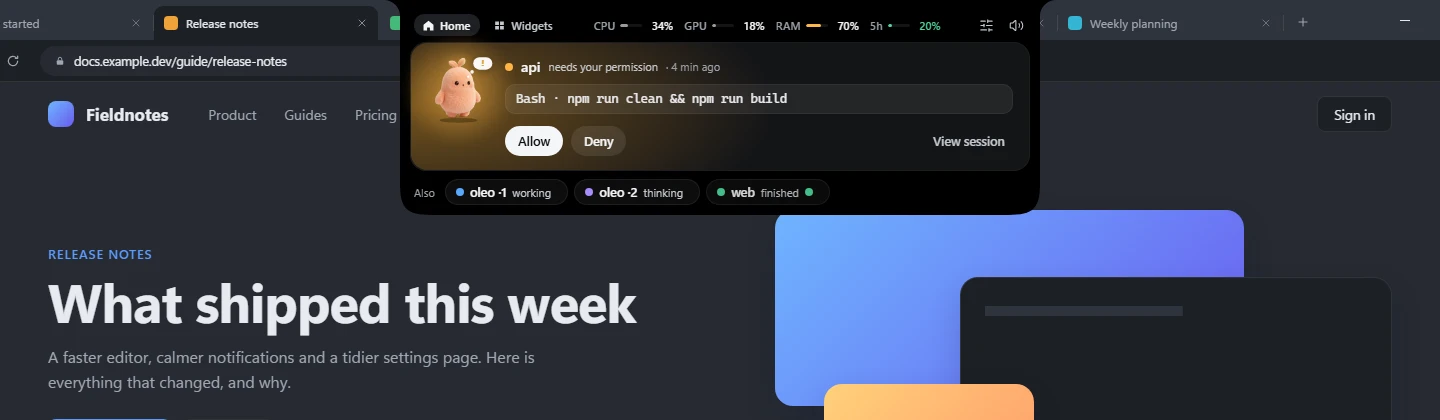 started
Release notes
Home
Widgets
CPU 34% GPU 18% RAM 70% 5h 20%
Weekly planning
docs.example.dev/guide/release-notes
!
api needs your permission · 4 min ago
Bash · npm run clean && npm run build
Allow
Deny
View session
Also
oleo ·1 working
oleo ·2 thinking
web finished
Fieldnotes
Product
Guides
Pricing
Sign in
RELEASE NOTES
What shipped this week
A faster editor, calmer notifications and a tidier settings page. Here is
everything that changed, and why.